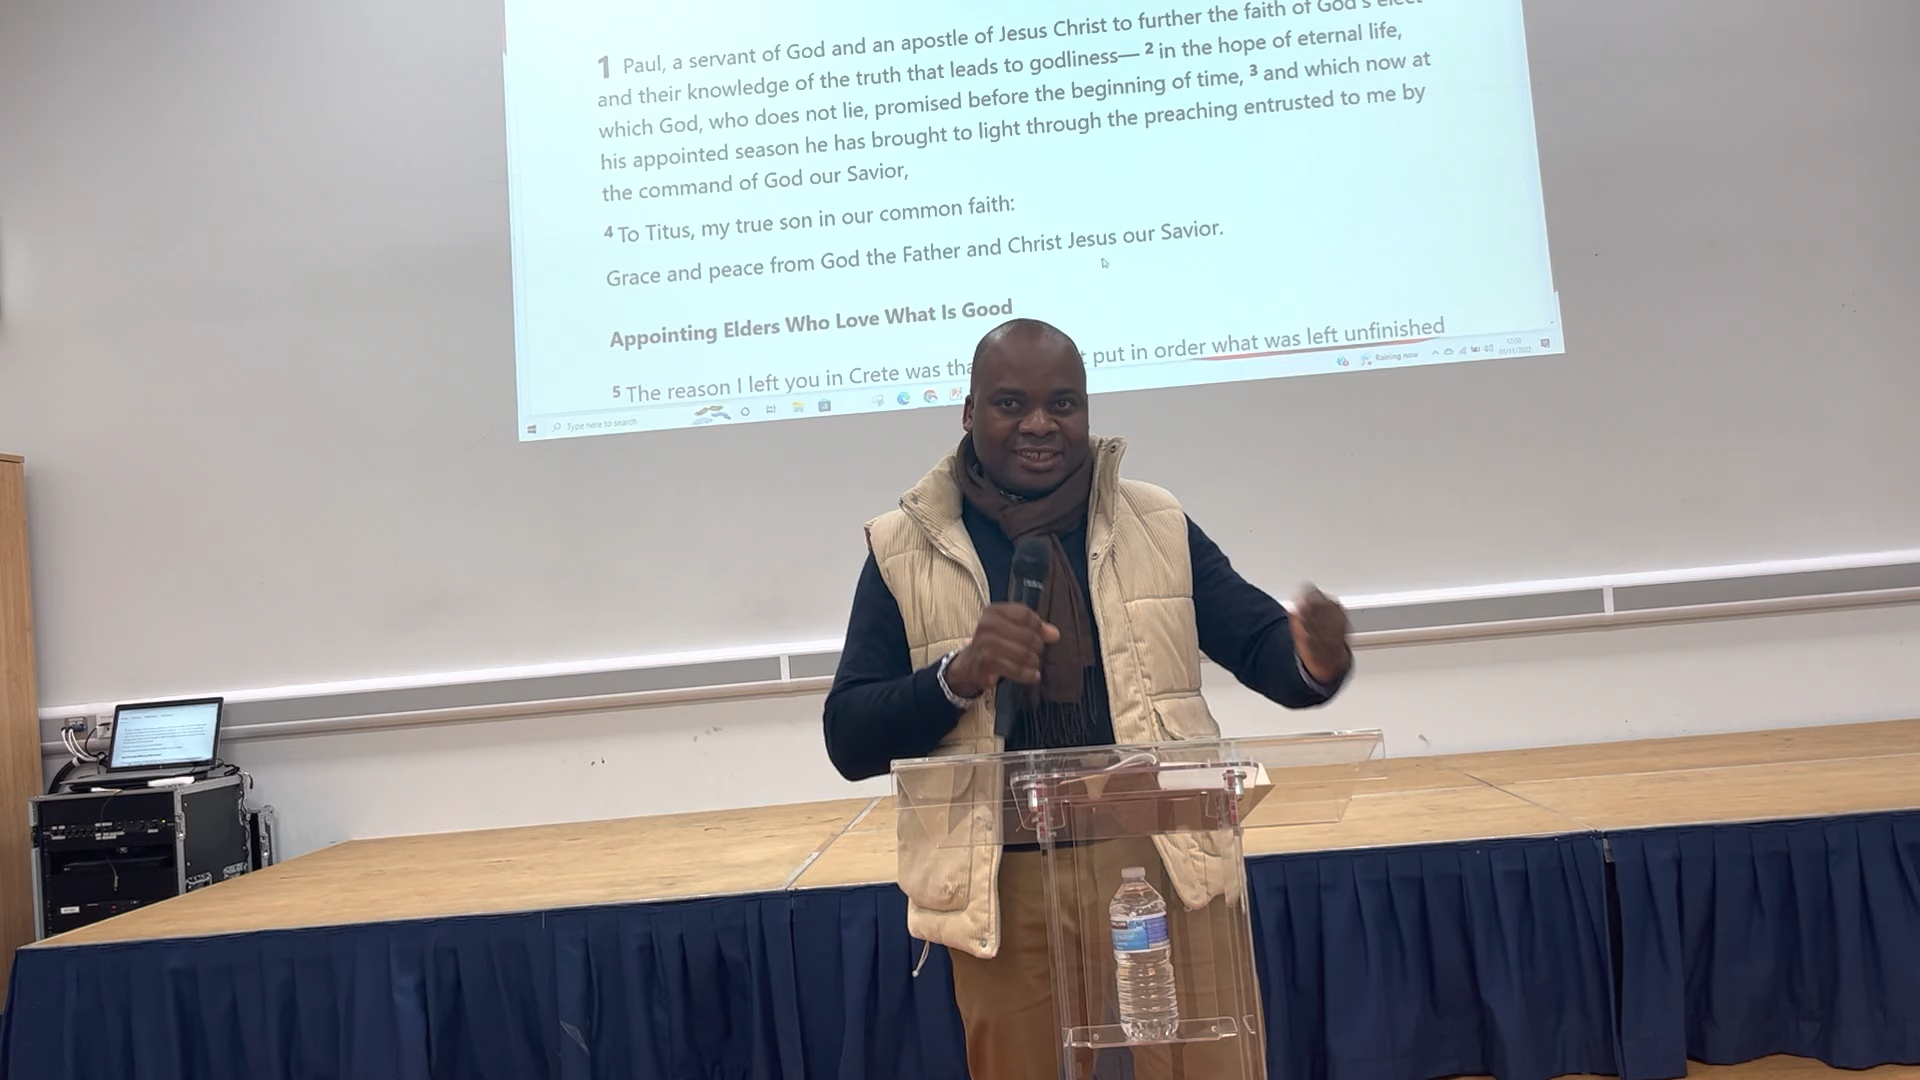 1 Paul, a servant of God and an apostle of Jesus Christ to further the faith of God's elect
and their knowledge of the truth that leads to godliness— 2 in the hope of eternal life,
which God, who does not lie, promised before the beginning of time, 3 and which now at
his appointed season he has brought to light through the preaching entrusted to me by
the command of God our Savior,
4 To Titus, my true son in our common faith:
Grace and peace from God the Father and Christ Jesus our Savior.
Appointing Elders Who Love What Is Good
5 The reason I left you in Crete was tha put in order what was left unfinished
Type here to search
Raining now